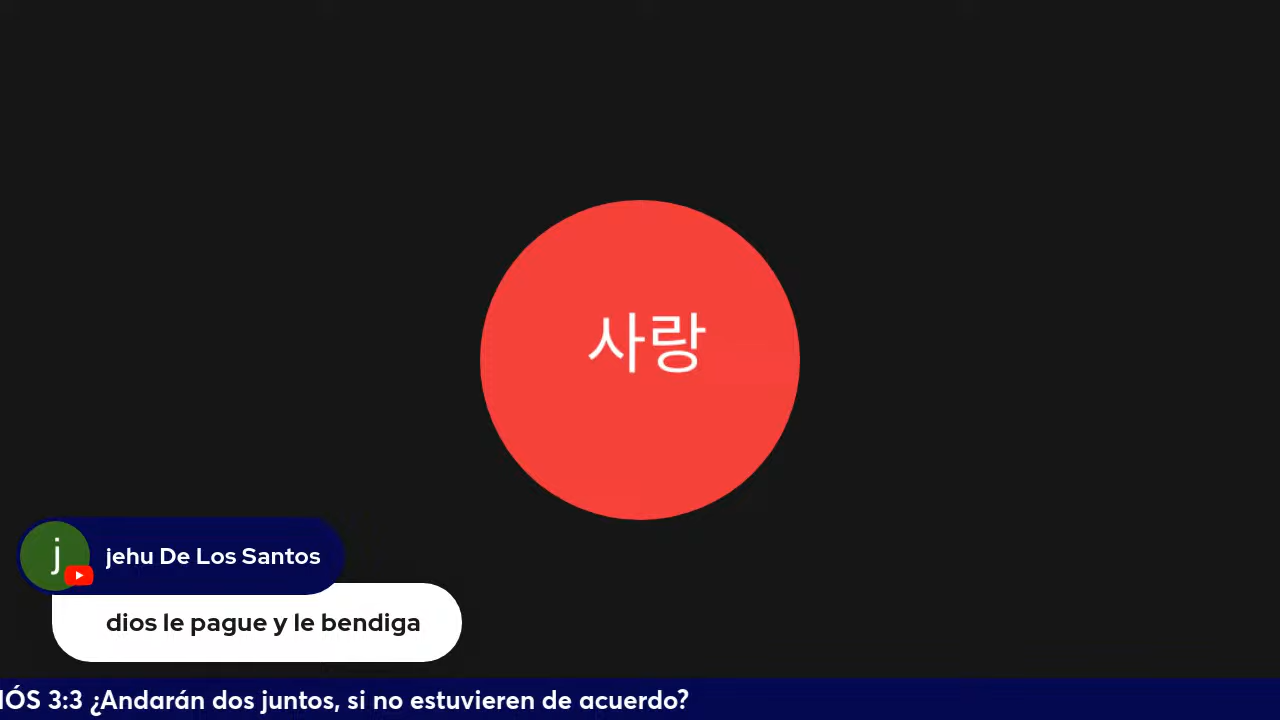 사랑
j
jehu De Los Santos
dios le pague y le bendiga
ÓS 3:3 ¿Andarán dos juntos, si no estuvieren de acuerdo?